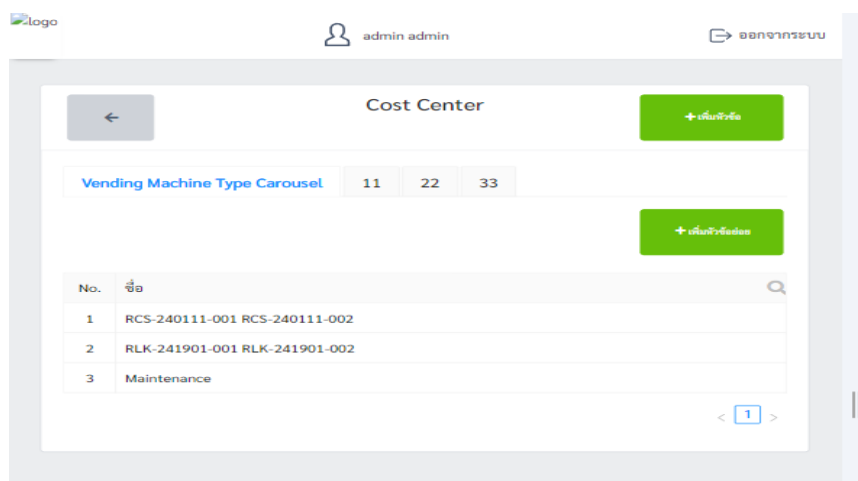 logo
admin admin
ออกจากระบบ
Cost Center
+ เพิ่มหัวข้อ
Vending Machine Type Carousel 11 22 33
+ เพิ่มหัวข้อย่อย
No. ชื่อ
1 RCS-240111-001 RCS-240111-002
2 RLK-241901-001 RLK-241901-002
3 Maintenance
< 1 >